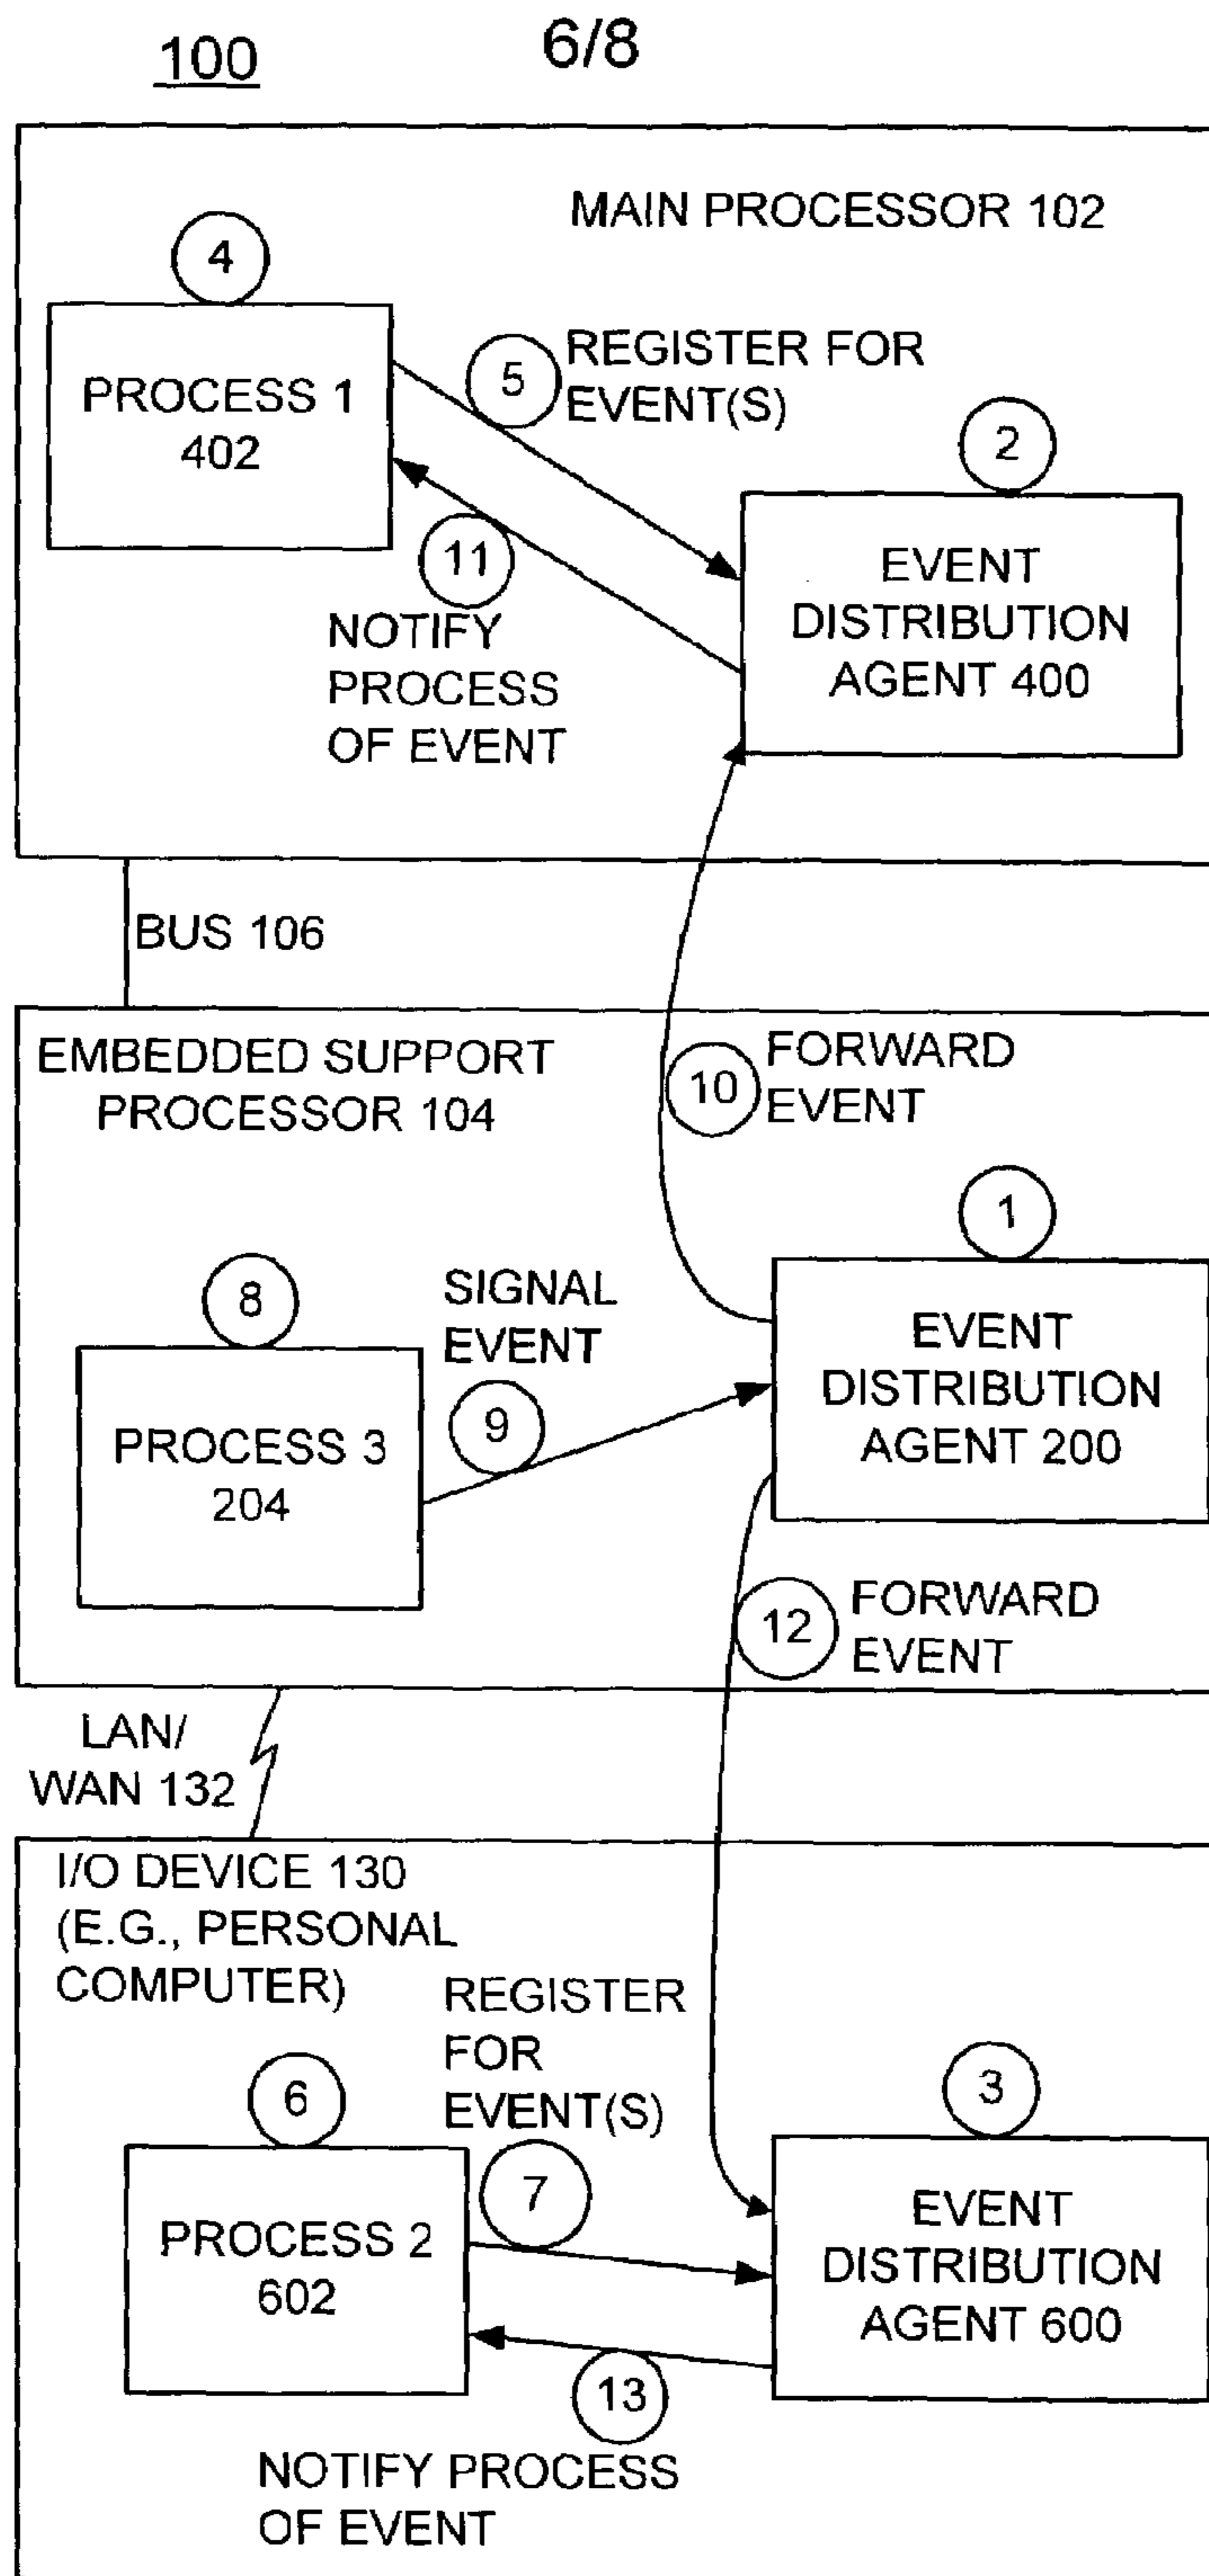 100
6/8
MAIN PROCESSOR 102
4
PROCESS 1
402
5
REGISTER FOR
EVENT(S)
2
EVENT
DISTRIBUTION
AGENT 400
11
NOTIFY
PROCESS
OF EVENT
BUS 106
EMBEDDED SUPPORT
PROCESSOR 104
10
FORWARD
EVENT
1
EVENT
DISTRIBUTION
AGENT 200
8
PROCESS 3
204
SIGNAL
EVENT
9
12
FORWARD
EVENT
LAN/
WAN 132
I/O DEVICE 130
(E.G., PERSONAL
COMPUTER)
6
PROCESS 2
602
REGISTER
FOR
EVENT(S)
7
3
EVENT
DISTRIBUTION
AGENT 600
13
NOTIFY PROCESS
OF EVENT